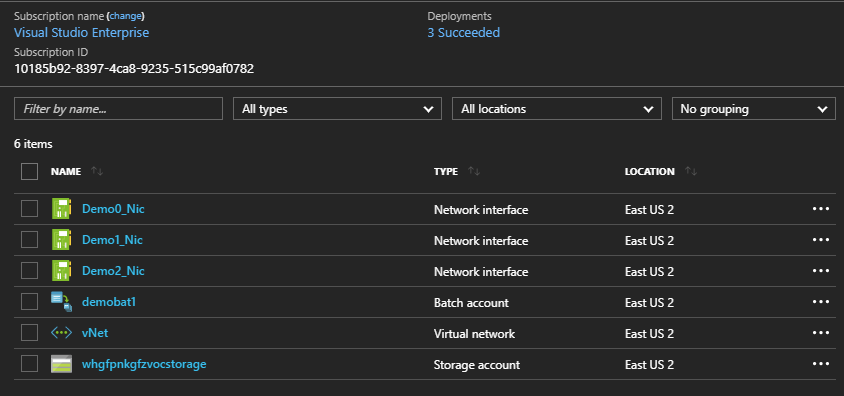 Subscription name (change)
Deployments
Visual Studio Enterprise
3 Succeeded
Subscription ID
10185b92-8397-4ca8-9235-515c99af0782
Filter by name...
All types
All locations
No grouping
6 items
NAME TYPE LOCATION
Demo0_Nic Network interface East US 2
Demo1_Nic Network interface East US 2
Demo2_Nic Network interface East US 2
demobat1 Batch account East US 2
vNet Virtual network East US 2
whgfpnkgfzvocstorage Storage account East US 2